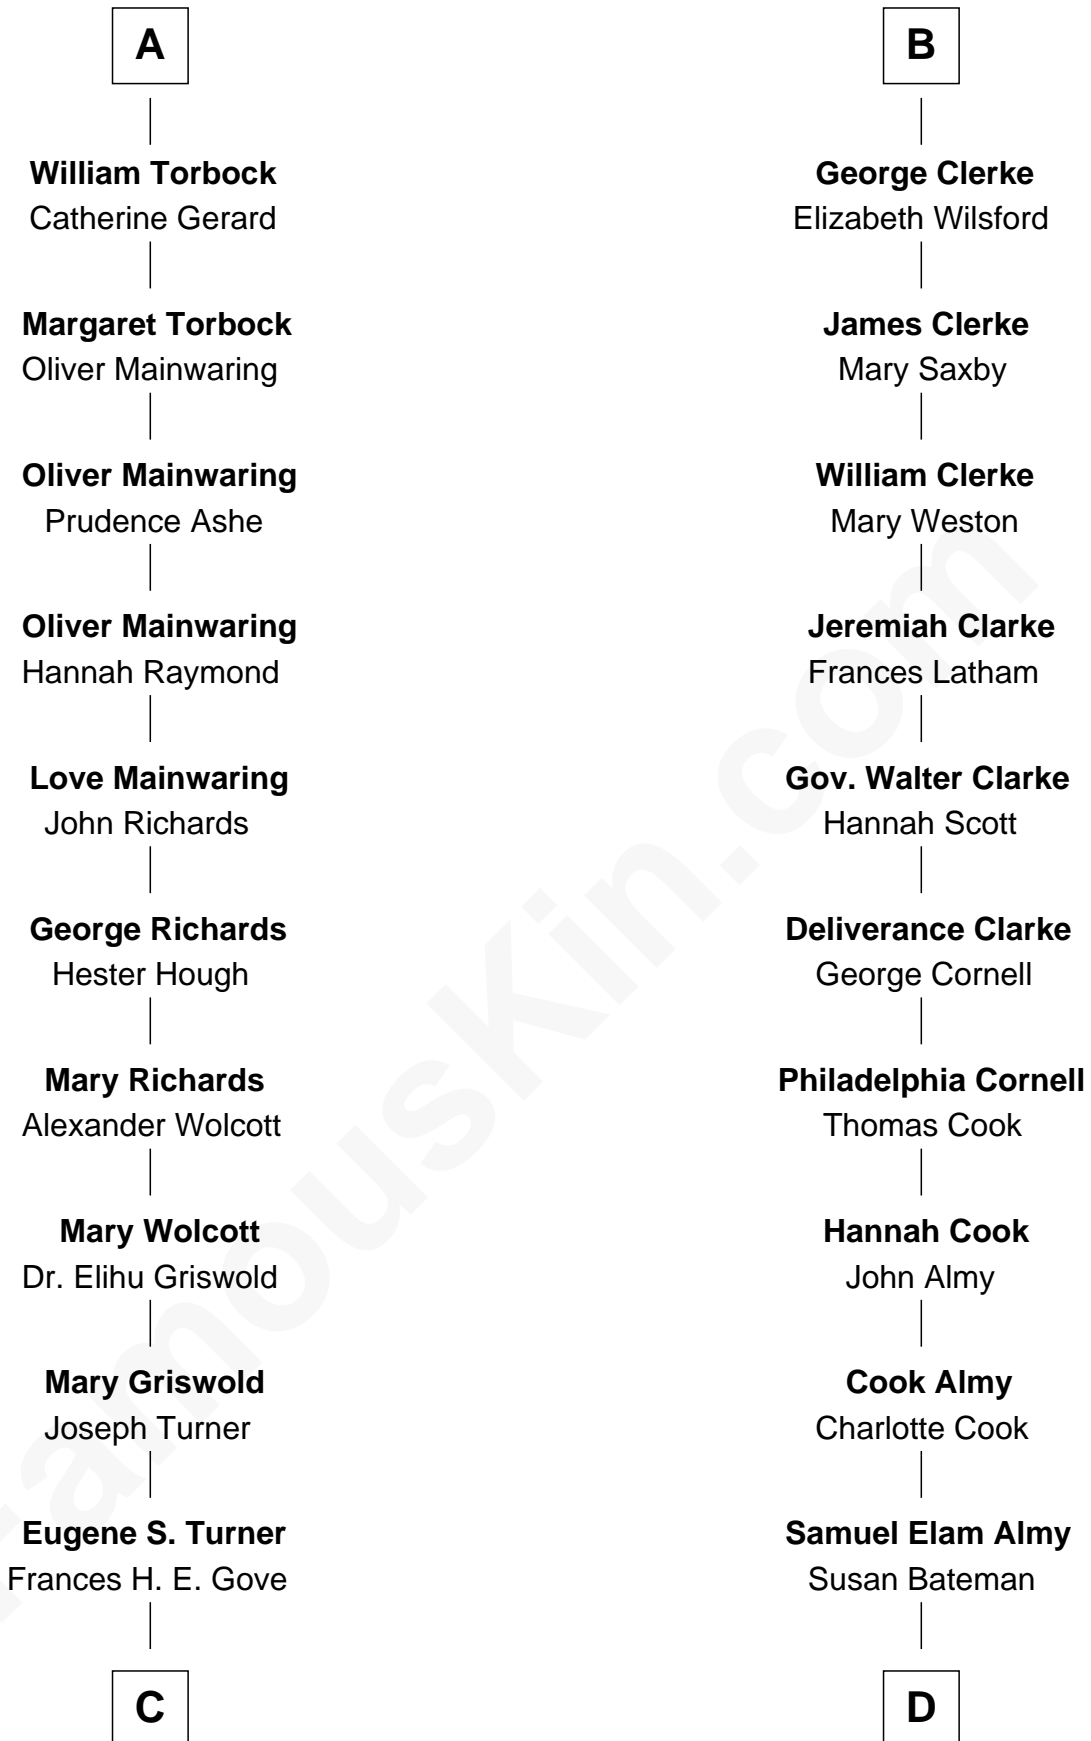 A
William Torbock
Catherine Gerard
Margaret Torbock
Oliver Mainwaring
Oliver Mainwaring
Prudence Ashe
Oliver Mainwaring
Hannah Raymond
Love Mainwaring
John Richards
George Richards
Hester Hough
Mary Richards
Alexander Wolcott
Mary Wolcott
Dr. Elihu Griswold
Mary Griswold
Joseph Turner
Eugene S. Turner
Frances H. E. Gove
C
B
George Clerke
Elizabeth Wilsford
James Clerke
Mary Saxby
William Clerke
Mary Weston
Jeremiah Clarke
Frances Latham
Gov. Walter Clarke
Hannah Scott
Deliverance Clarke
George Cornell
Philadelphia Cornell
Thomas Cook
Hannah Cook
John Almy
Cook Almy
Charlotte Cook
Samuel Elam Almy
Susan Bateman
D
FamousKin.com